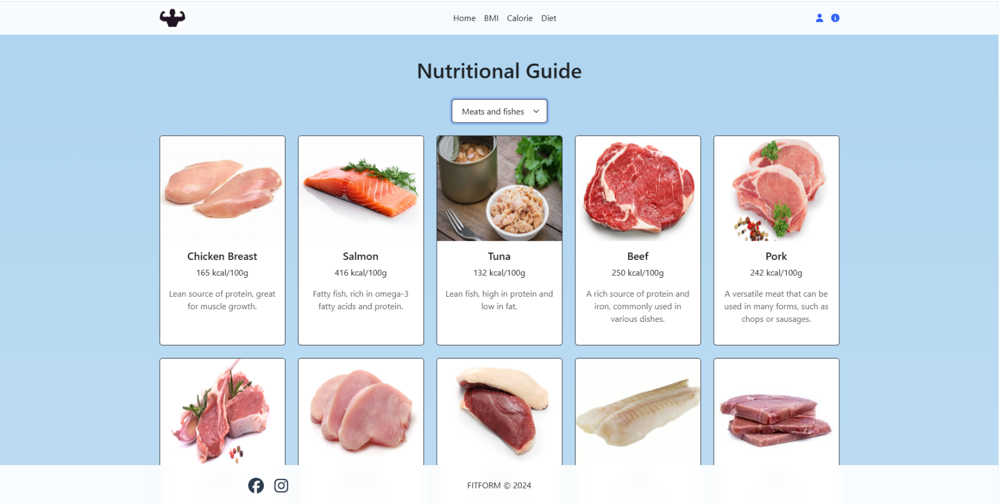 Home BMI Calorie Diet
Nutritional Guide
Meats and fishes
Chicken Breast
165 kcal/100g
Lean source of protein, great
for muscle growth.
Salmon
416 kcal/100g
Fatty fish, rich in omega-3
fatty acids and protein.
Tuna
132 kcal/100g
Lean fish, high in protein and
low in fat.
Beef
250 kcal/100g
A rich source of protein and
iron, commonly used in
various dishes.
Pork
242 kcal/100g
A versatile meat that can be
used in many forms, such as
chops or sausages.
FITFORM © 2024